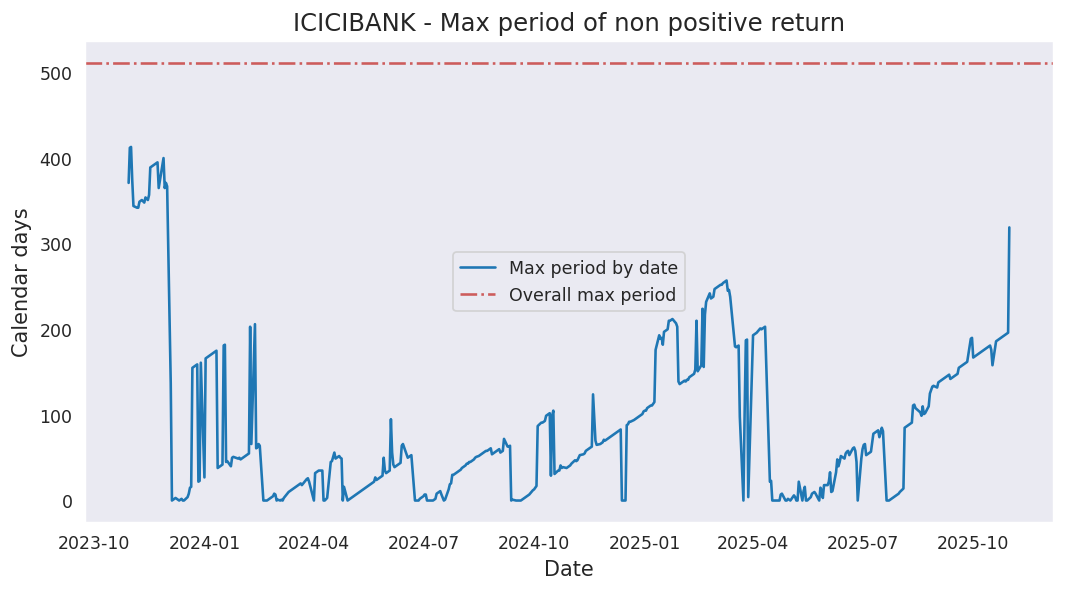 ICICIBANK - Max period of non positive return
Calendar days
500
400
300
200
100
0
Max period by date
Overall max period
2023-10 2024-01 2024-04 2024-07 2024-10 2025-01 2025-04 2025-07 2025-10
Date